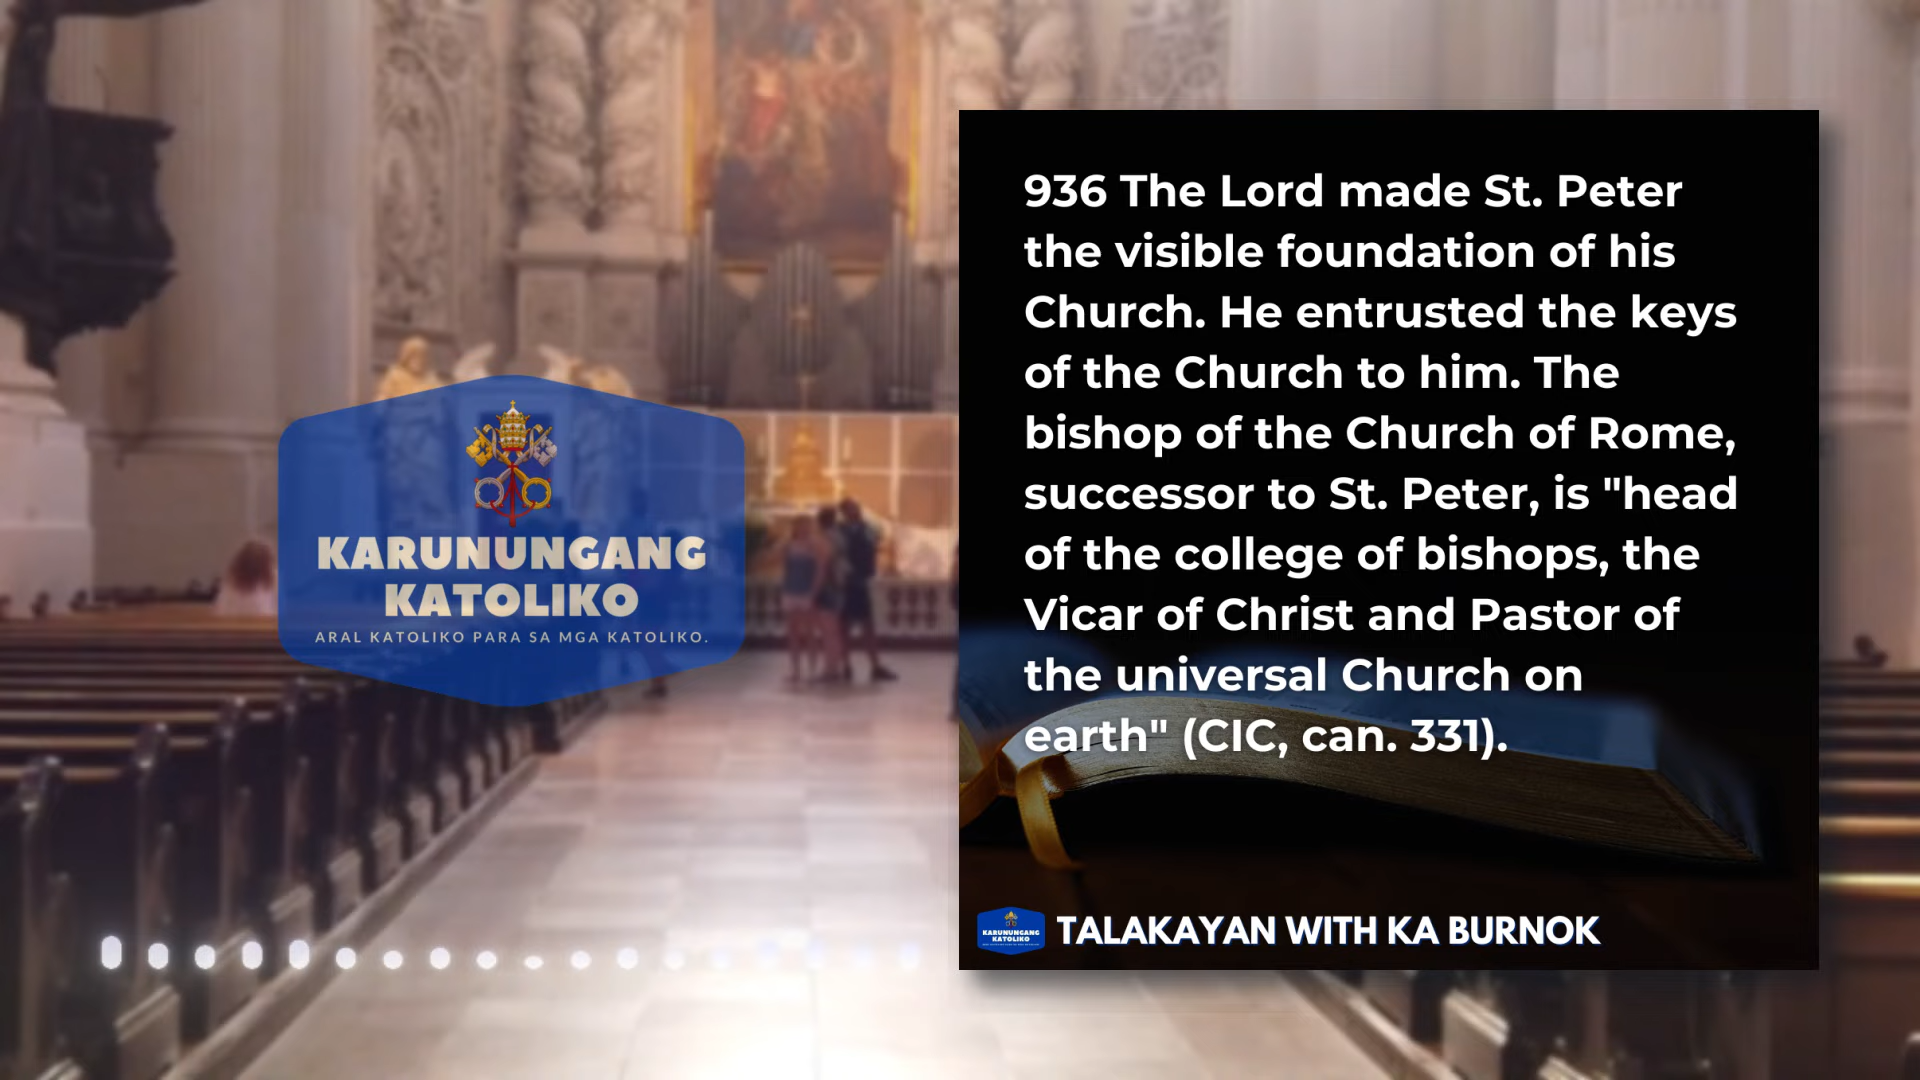 KARUNUNGANG
KATOLIKO
ARAL KATOLIKO PARA SA MGA KATOLIKO.
936 The Lord made St. Peter
the visible foundation of his
Church. He entrusted the keys
of the Church to him. The
bishop of the Church of Rome,
successor to St. Peter, is "head
of the college of bishops, the
Vicar of Christ and Pastor of
the universal Church on
earth" (CIC, can. 331).
KARUNUNGANG
KATOLIKO
TALAKAYAN WITH KA BURNOK